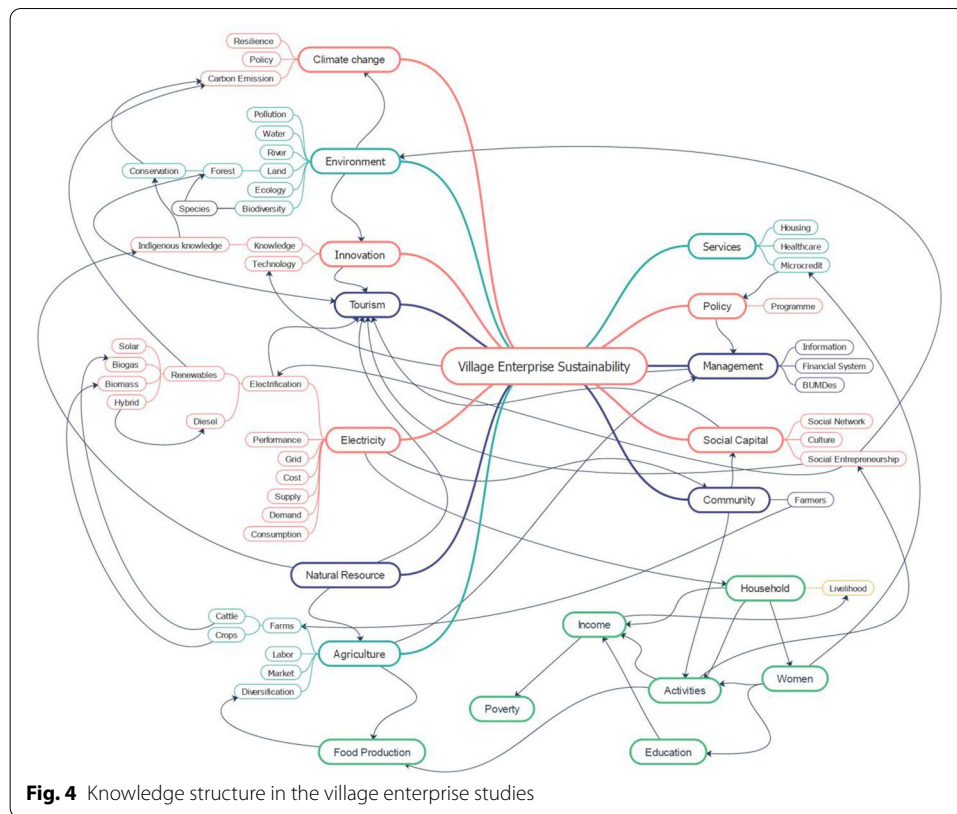 Resilience
Policy
Carbon Emission
Climate change
Pollution
Water
River
Land
Ecology
Biodiversity
Environment
Conservation
Forest
Species
Indigenous knowledge
Knowledge
Technology
Innovation
Tourism
Solar
Biogas
Biomass
Hybrid
Renewables
Diesel
Electrification
Performance
Grid
Cost
Supply
Demand
Consumption
Electricity
Natural Resource
Cattle
Crops
Farms
Labor
Market
Diversification
Agriculture
Food Production
Village Enterprise Sustainability
Services
Housing
Healthcare
Microcredit
Policy
Programme
Management
Information
Financial System
BUMDes
Social Capital
Social Network
Culture
Social Entrepreneurship
Community
Farmers
Household
Livelihood
Income
Women
Activities
Poverty
Education
Fig. 4 Knowledge structure in the village enterprise studies